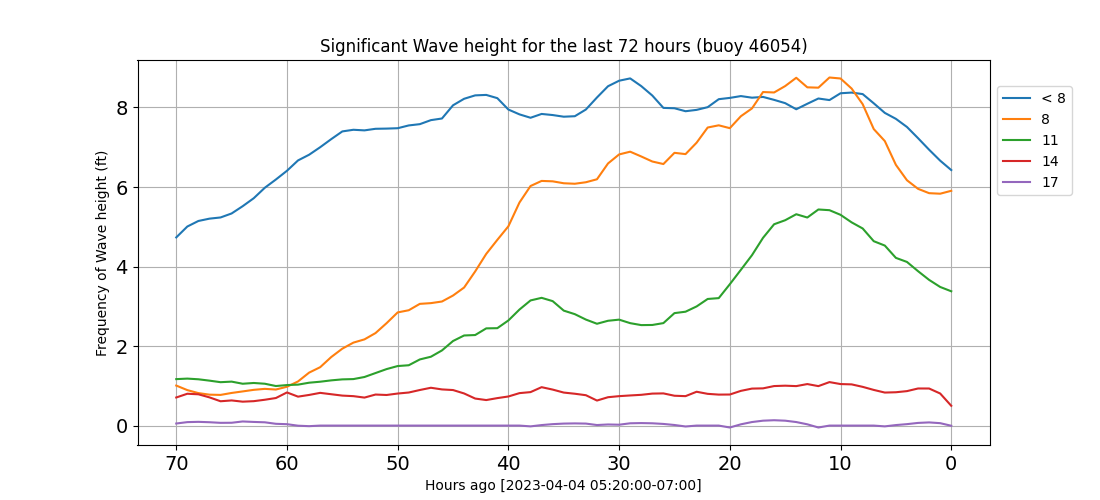 Significant Wave height for the last 72 hours (buoy 46054)
Frequency of Wave height (ft)
8
6
4
2
0
70 60 50 40 30 20 10 0
Hours ago [2023-04-04 05:20:00-07:00]
< 8
8
11
14
17